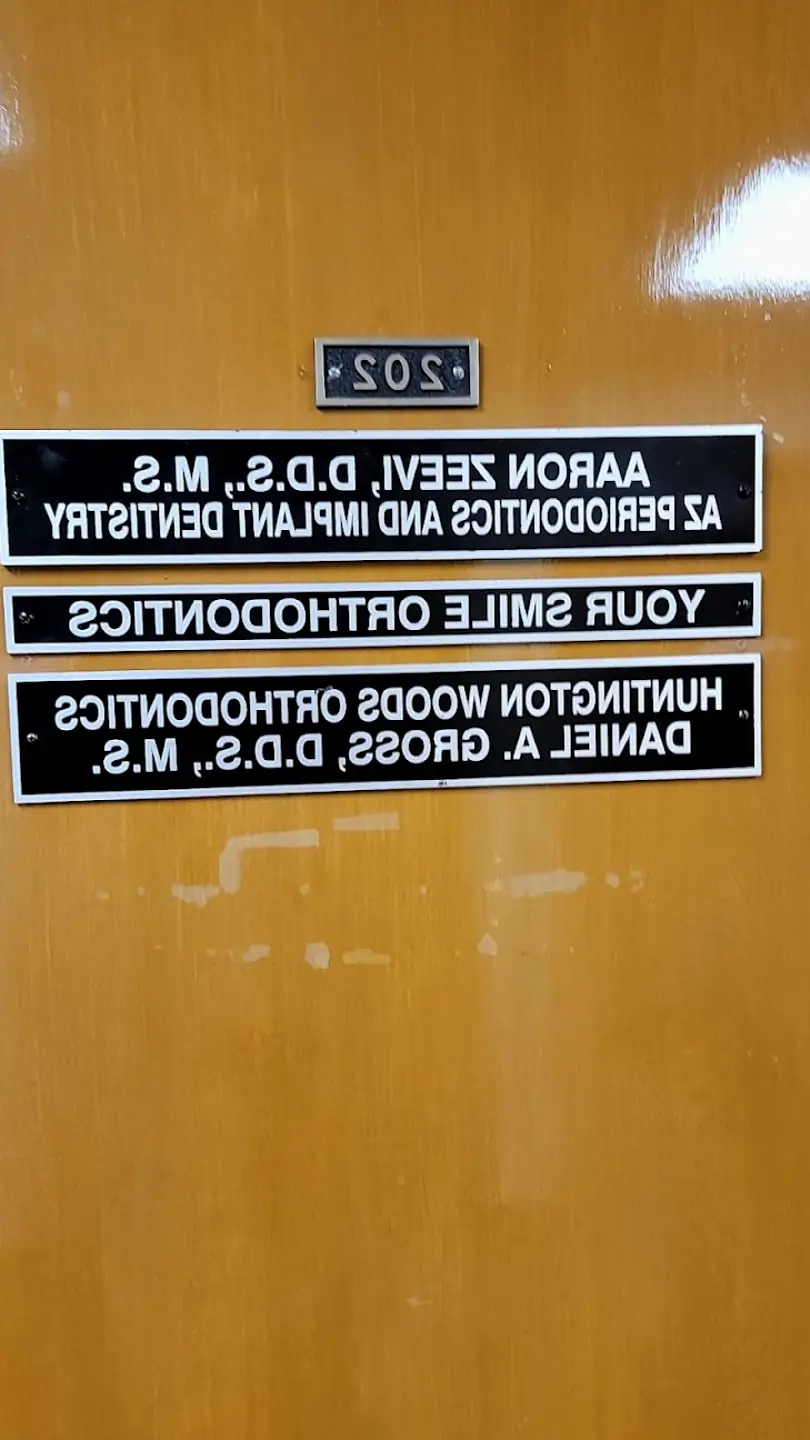 202
AARON ZEEVI, D.D.S., M.S.
AZ PERIODONTICS AND IMPLANT DENTISTRY
YOUR SMILE ORTHODONTICS
HUNTINGTON WOODS ORTHODONTICS
DANIEL A. GROSS, D.D.S., M.S.